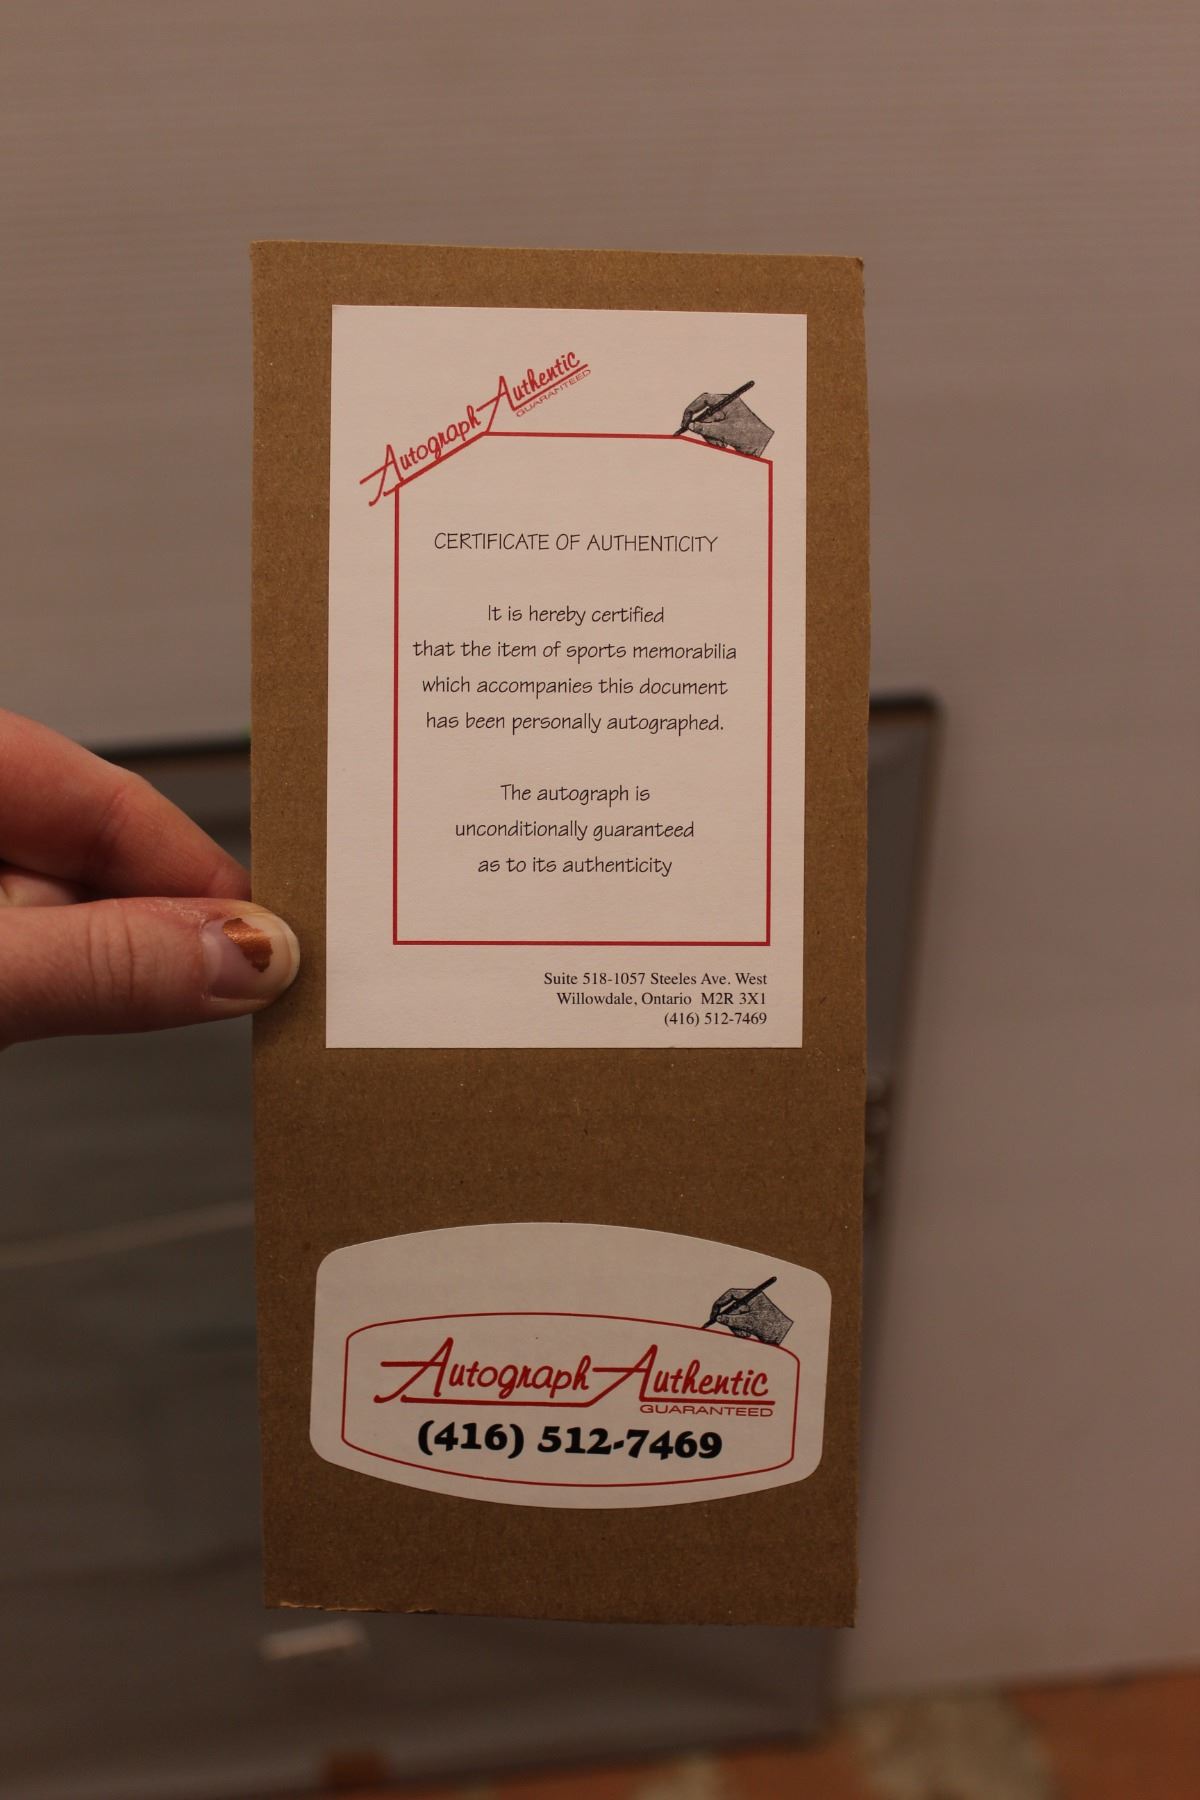 Autograph Authentic
GUARANTEED
CERTIFICATE OF AUTHENTICITY
It is hereby certified
that the item of sports memorabilia
which accompanies this document
has been personally autographed.
The autograph is
unconditionally guaranteed
as to its authenticity
Suite 518-1057 Steeles Ave. West
Willowdale, Ontario M2R 3X1
(416) 512-7469
Autograph Authentic
GUARANTEED
(416) 512-7469